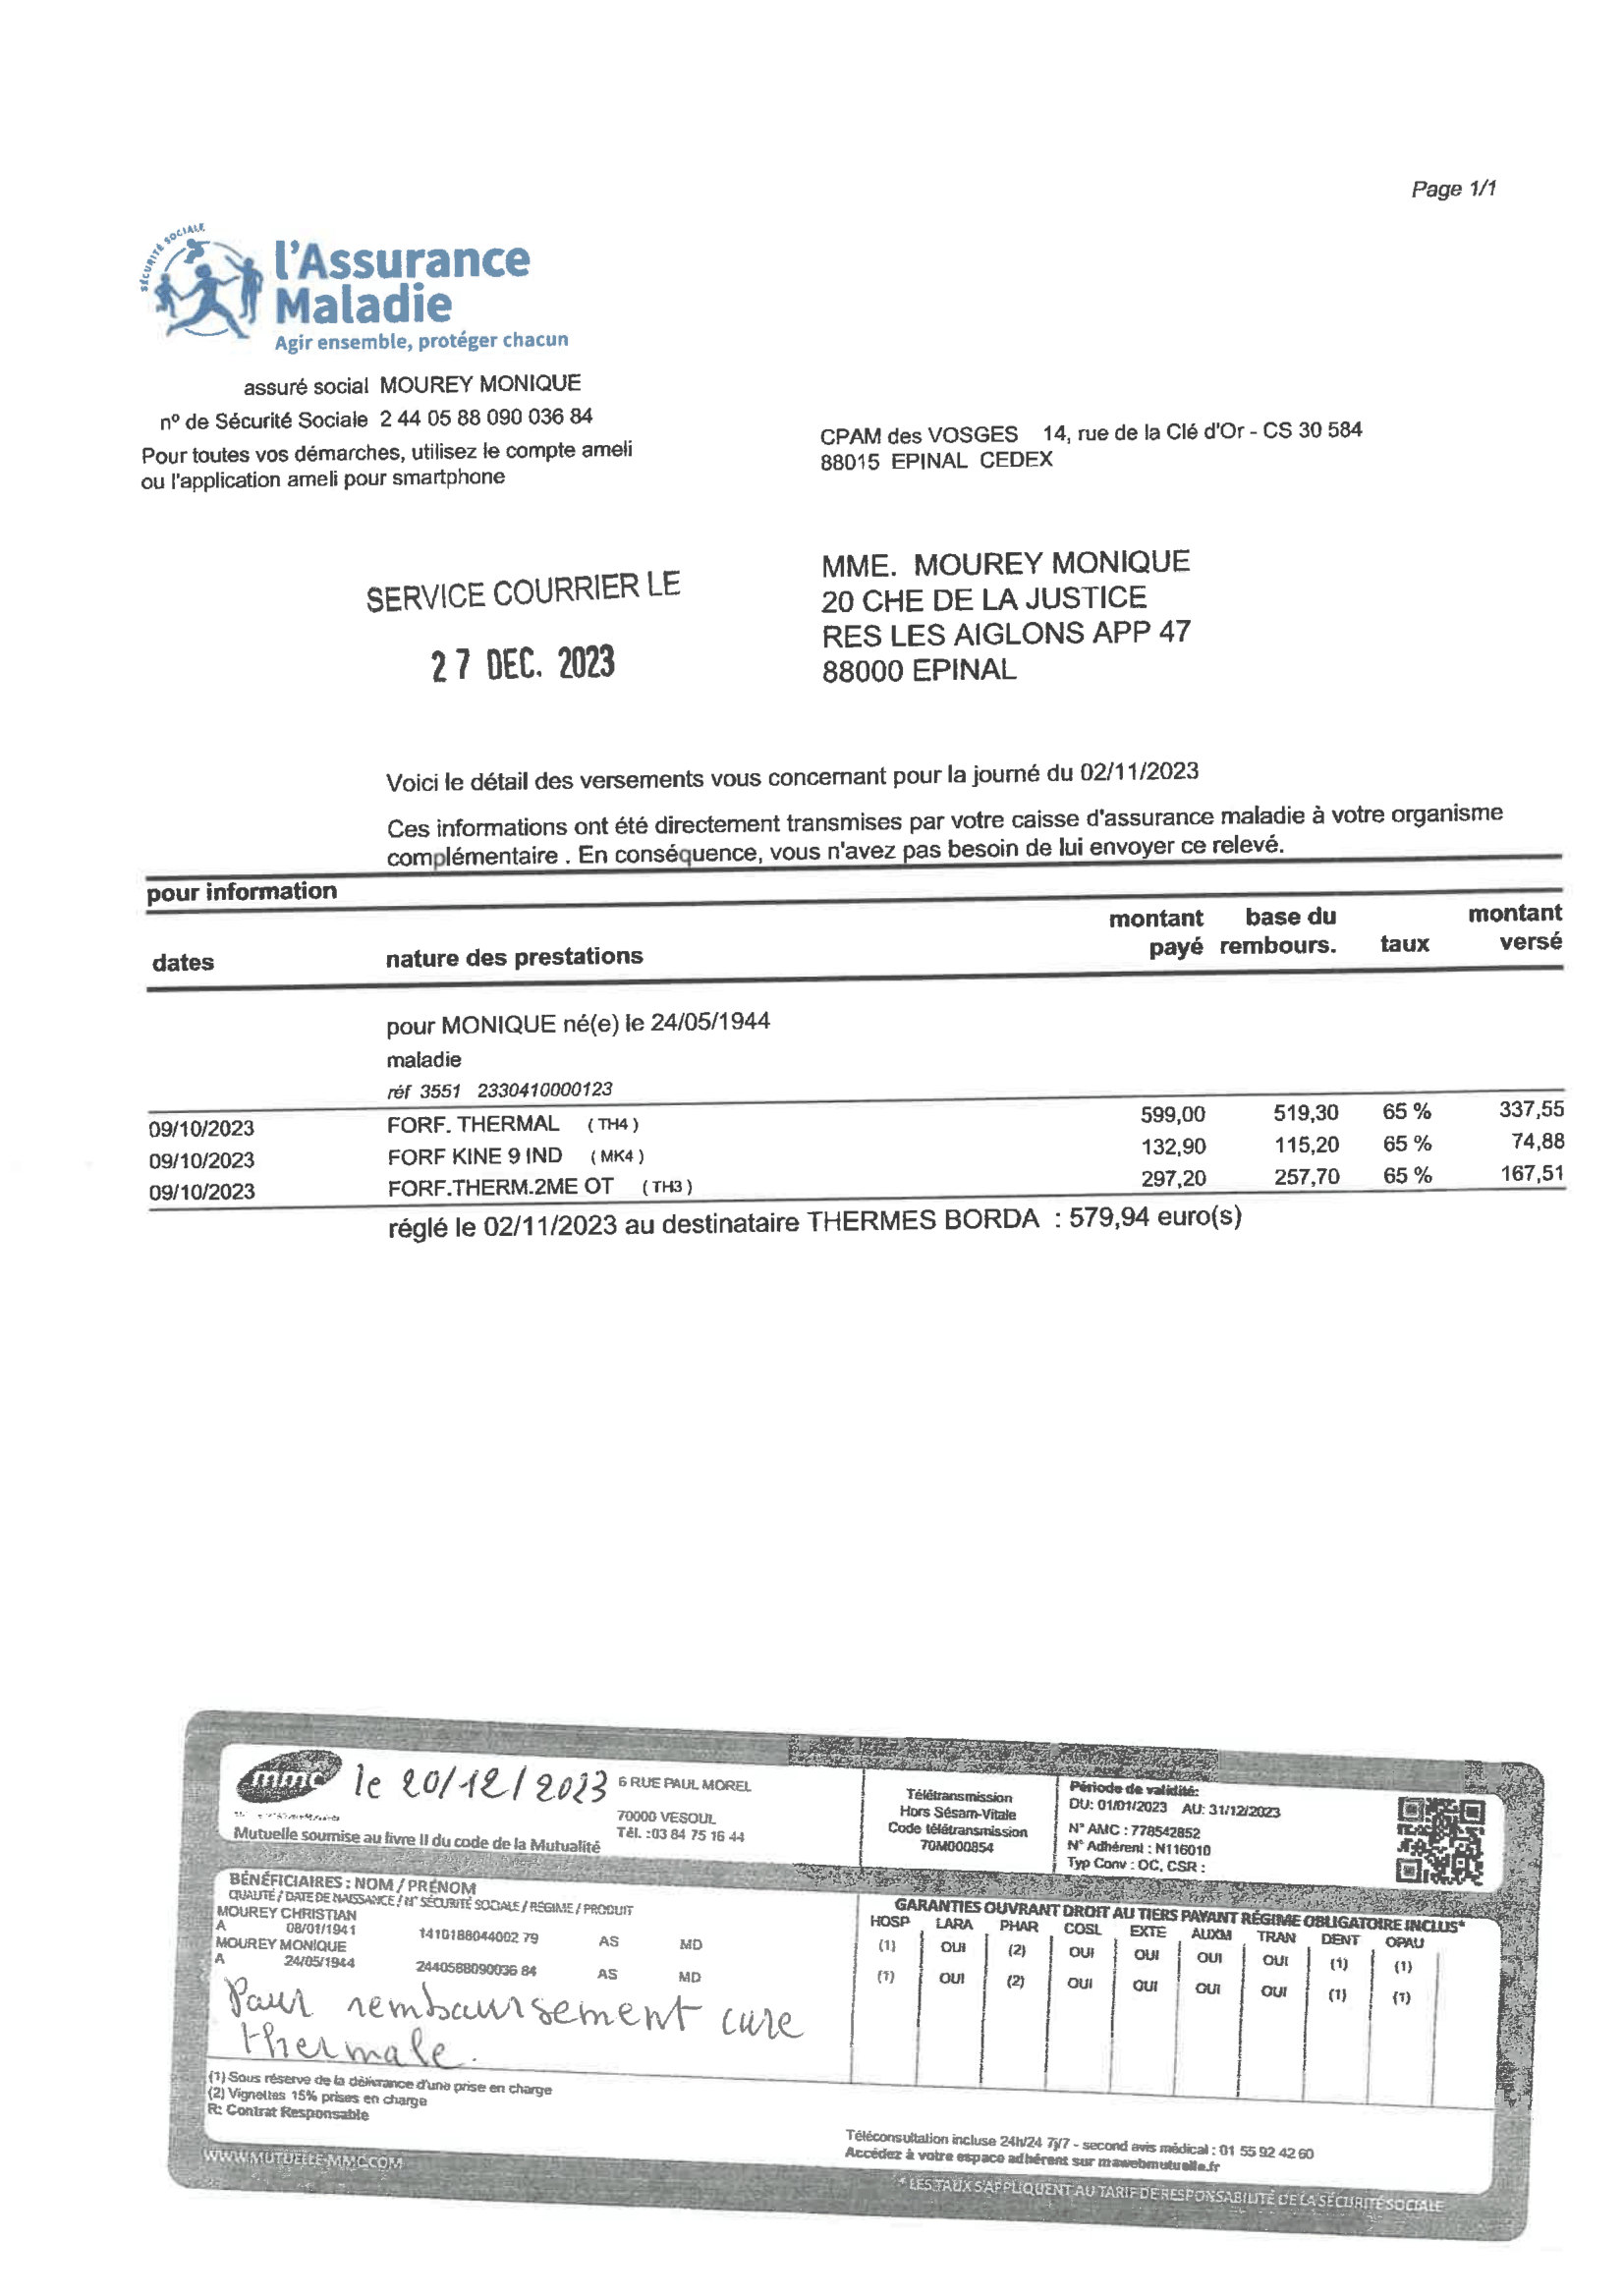 Page 1/1
SÉCURITÉ SOCIALE
l'Assurance
Maladie
Agir ensemble, protéger chacun
assuré social MOUREY MONIQUE
nº de Sécurité Sociale 2 44 05 88 090 036 84
Pour toutes vos démarches, utilisez le compte ameli
ou l'application ameli pour smartphone
CPAM des VOSGES 14, rue de la Clé d'Or - CS 30 584
88015 EPINAL CEDEX
SERVICE COURRIER LE
27 DEC. 2023
MME. MOUREY MONIQUE
20 CHE DE LA JUSTICE
RES LES AIGLONS APP 47
88000 EPINAL
Voici le détail des versements vous concernant pour la journé du 02/11/2023
Ces informations ont été directement transmises par votre caisse d'assurance maladie à votre organisme
complémentaire . En conséquence, vous n'avez pas besoin de lui envoyer ce relevé.
pour information
dates nature des prestations montant payé base du rembours. taux montant versé
pour MONIQUE né(e) le 24/05/1944
maladie
réf 3551 2330410000123
09/10/2023 FORF. THERMAL ( TH4 ) 599,00 519,30 65 % 337,55
09/10/2023 FORF KINE 9 IND ( MK4 ) 132,90 115,20 65 % 74,88
09/10/2023 FORF.THERM.2ME OT ( TH3 ) 297,20 257,70 65 % 167,51
réglé le 02/11/2023 au destinataire THERMES BORDA : 579,94 euro(s)
mmc le 20/12/2023 6 RUE PAUL MOREL
70000 VESOUL
Tél. :03 84 75 16 44
Mutuelle soumise au livre II du code de la Mutualité
Télétransmission
Hors Sésam-Vitale
Code télétransmission
70M000854
Période de validité:
DU: 01/01/2023 AU: 31/12/2023
N° AMC : 778542852
N° Adhérent : N116010
Typ Conv : OC, CSR :
BÉNÉFICIAIRES : NOM / PRÉNOM
QUALITÉ / DATE DE NAISSANCE / N° SÉCURITÉ SOCIALE / RÉGIME / PRODUIT
GARANTIES OUVRANT DROIT AU TIERS PAYANT RÉGIME OBLIGATOIRE INCLUS*
HOSP LARA PHAR COSL EXTE AUXM TRAN DENT OPAU
MOUREY CHRISTIAN
A 08/01/1941 1410188044002 79 AS MD (1) OUI (2) OUI OUI OUI OUI (1) (1)
MOUREY MONIQUE
A 24/05/1944 2440588090036 84 AS MD (1) OUI (2) OUI OUI OUI OUI (1) (1)
Pour remboursement cure
thermale.
(1) Sous réserve de la délivrance d'une prise en charge
(2) Vignettes 15% prises en charge
R: Contrat Responsable
Téléconsultation incluse 24h/24 7j/7 - second avis médical : 01 55 92 42 60
Accédez à votre espace adhérent sur mawebmutuelle.fr
WWW.MUTUELLE-MMC.COM
* LES TAUX S'APPLIQUENT AU TARIF DE RESPONSABILITÉ DE LA SÉCURITÉ SOCIALE